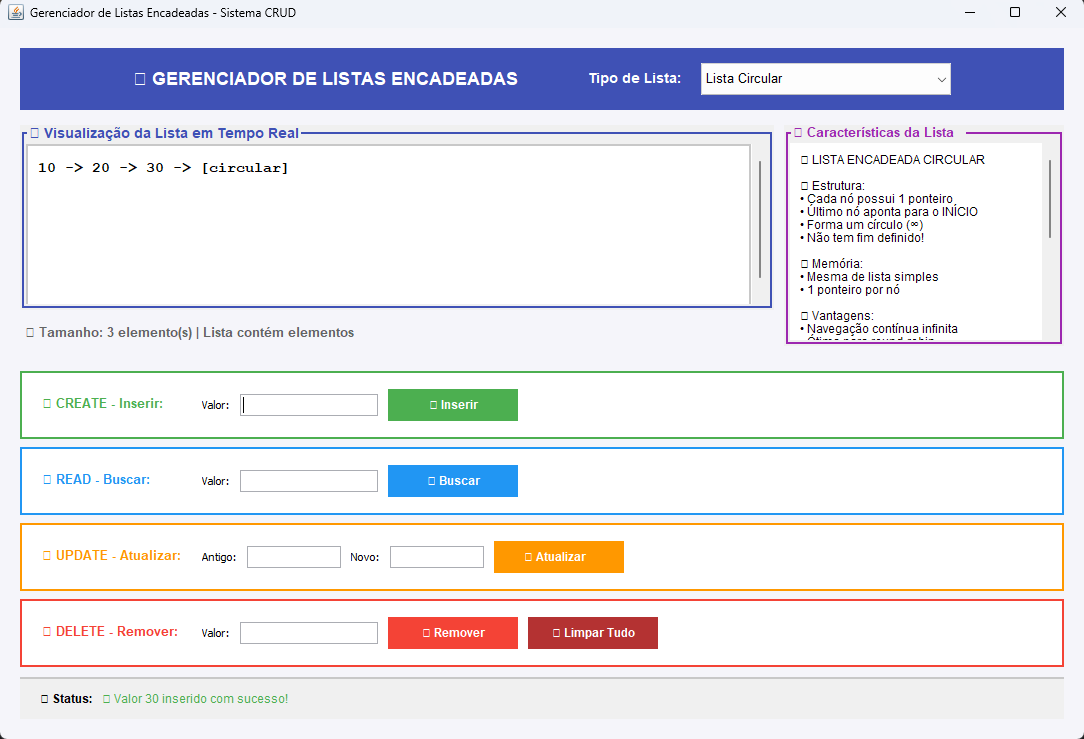 Gerenciador de Listas Encadeadas - Sistema CRUD
GERENCIADOR DE LISTAS ENCADEADAS
Tipo de Lista:
Lista Circular
Visualização da Lista em Tempo Real
10 -> 20 -> 30 -> [circular]
Características da Lista
LISTA ENCADEADA CIRCULAR
Estrutura:
• Cada nó possui 1 ponteiro
• Último nó aponta para o INÍCIO
• Forma um círculo (∞)
• Não tem fim definido!
Memória:
• Mesma de lista simples
• 1 ponteiro por nó
Vantagens:
• Navegação contínua infinita
Tamanho: 3 elemento(s) | Lista contém elementos
CREATE - Inserir:
Valor:
Inserir
READ - Buscar:
Valor:
Buscar
UPDATE - Atualizar:
Antigo:
Novo:
Atualizar
DELETE - Remover:
Valor:
Remover
Limpar Tudo
Status:
Valor 30 inserido com sucesso!